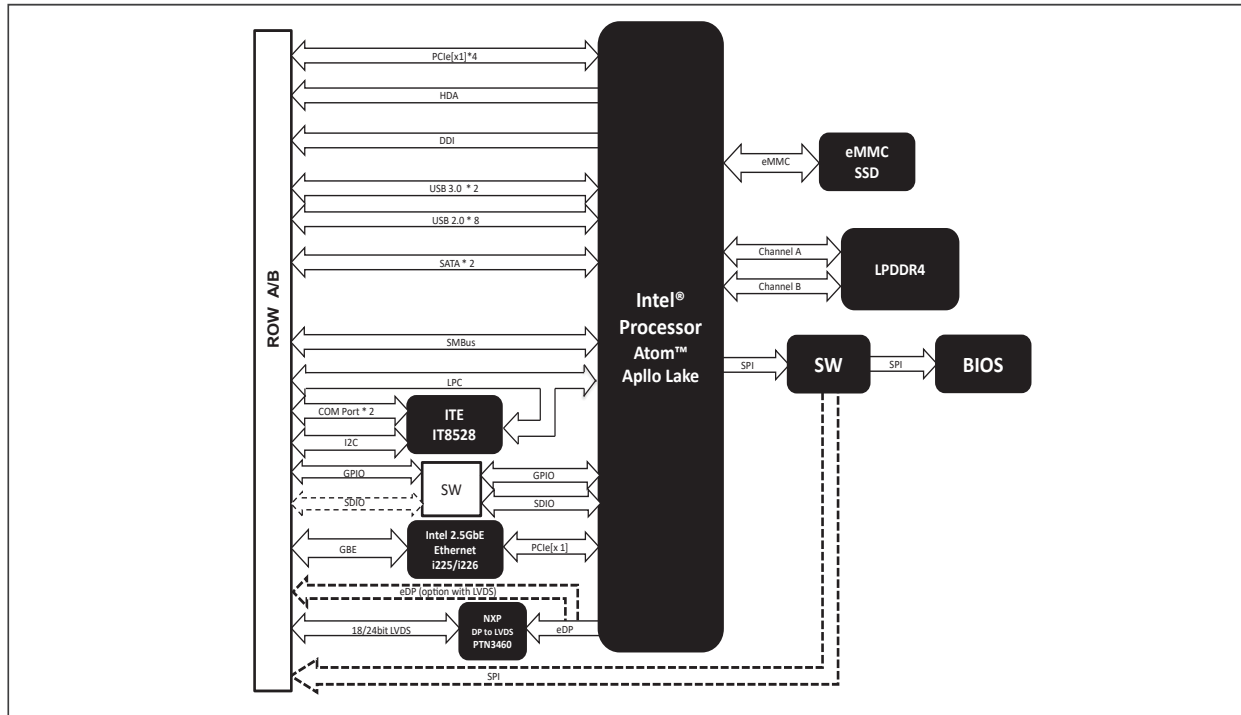 ROW A/B
PCIe[x1]*4
HDA
DDI
USB 3.0 * 2
USB 2.0 * 8
SATA * 2
SMBus
LPC
COM Port * 2
I2C
ITE
IT8528
GPIO
SDIO
SW
GPIO
SDIO
GBE
Intel 2.5GbE
Ethernet
i225/i226
PCIe[x 1]
eDP (option with LVDS)
18/24bit LVDS
NXP
DP to LVDS
PTN3460
eDP
SPI
Intel®
Processor
Atom™
Apllo Lake
eMMC
eMMC
SSD
Channel A
Channel B
LPDDR4
SPI
SW
SPI
BIOS